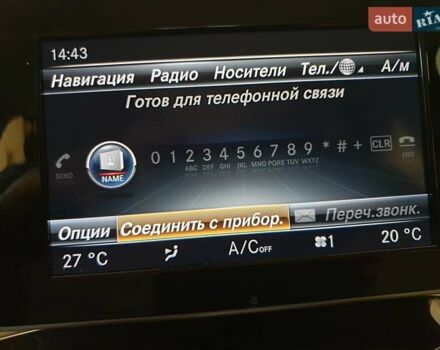 auto RIA
14:43
Навигация Радио Носители Тел./ ▲ А/м
Готов для телефонной связи
SEND NAME 0 1 2 3 4 5 6 7 8 9 * # + CLR END
ABC DEF GHI JKL MNO PQRS TUV WXYZ
Опции Соединить с прибор. Переч.звонк.
27 °C A/C OFF 1 20 °C